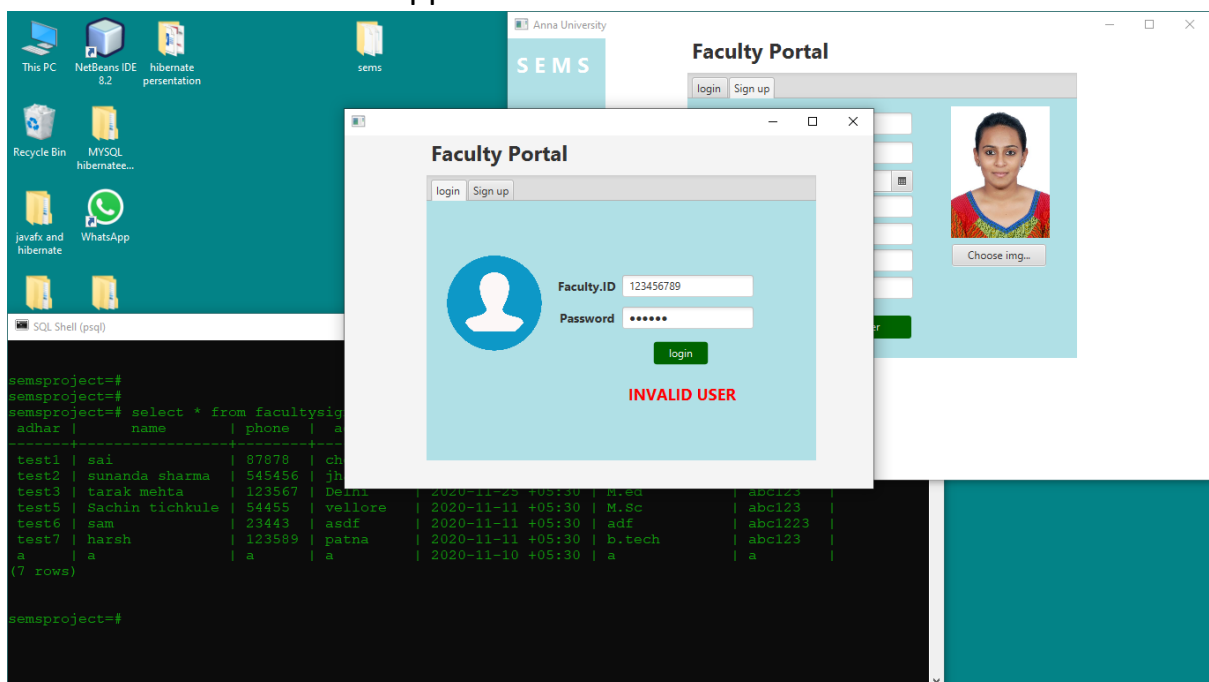 This PC
NetBeans IDE 8.2
hibernate persentation
sems
Recycle Bin
MYSQL hibernatee...
javafx and hibernate
WhatsApp
Anna University
SEMS
Faculty Portal
login Sign up
Choose img...
Faculty Portal
login Sign up
Faculty.ID 123456789
Password ••••••
login
INVALID USER
SQL Shell (psql)
semsproject=#
semsproject=#
semsproject=# select * from facultysig
adhar | name | phone | a
-------+------------------+--------+---
test1 | sai | 87878 | ch
test2 | sunanda sharma | 545456 | jh
test3 | tarak mehta | 123567 | Delhi | 2020-11-25 +05:30 | M.ed | abc123 |
test5 | Sachin tichkule | 54455 | vellore | 2020-11-11 +05:30 | M.Sc | abc123 |
test6 | sam | 23443 | asdf | 2020-11-11 +05:30 | adf | abc1223 |
test7 | harsh | 123589 | patna | 2020-11-11 +05:30 | b.tech | abc123 |
a | a | a | a | 2020-11-10 +05:30 | a | a |
(7 rows)
semsproject=#